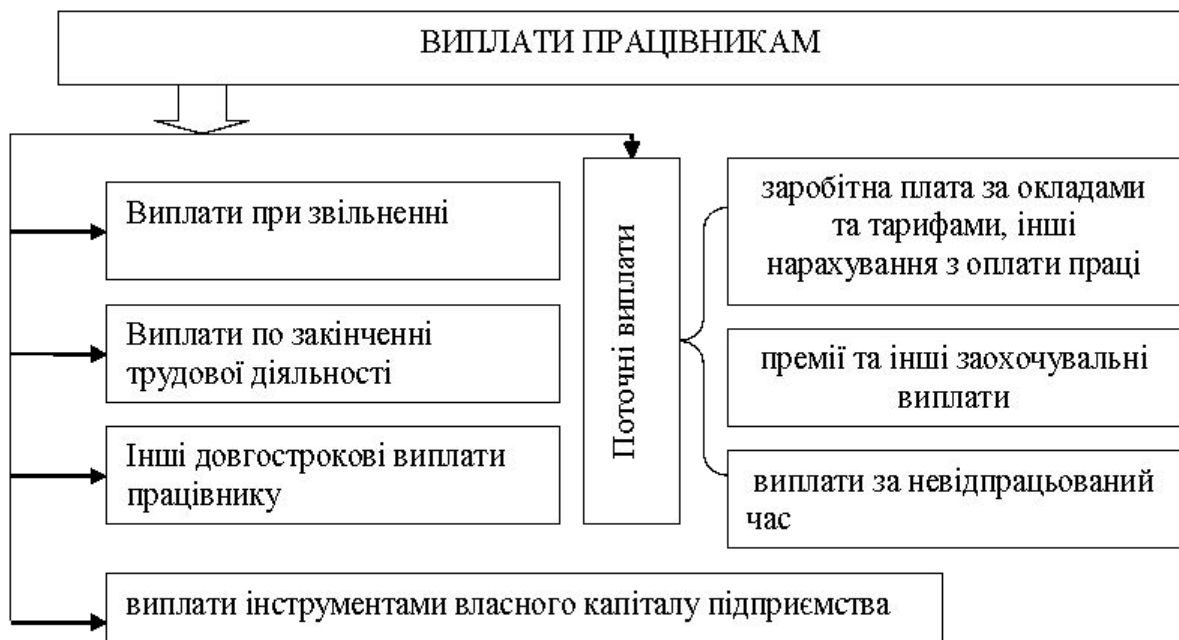 ВИПЛАТИ ПРАЦІВНИКАМ
Виплати при звільненні
Виплати по закінченні
трудової діяльності
Інші довгострокові виплати
працівнику
виплати інструментами власного капіталу підприємства
Поточні виплати
заробітна плата за окладами
та тарифами, інші
нарахування з оплати праці
премії та інші заохочувальні
виплати
виплати за невідпрацьований
час